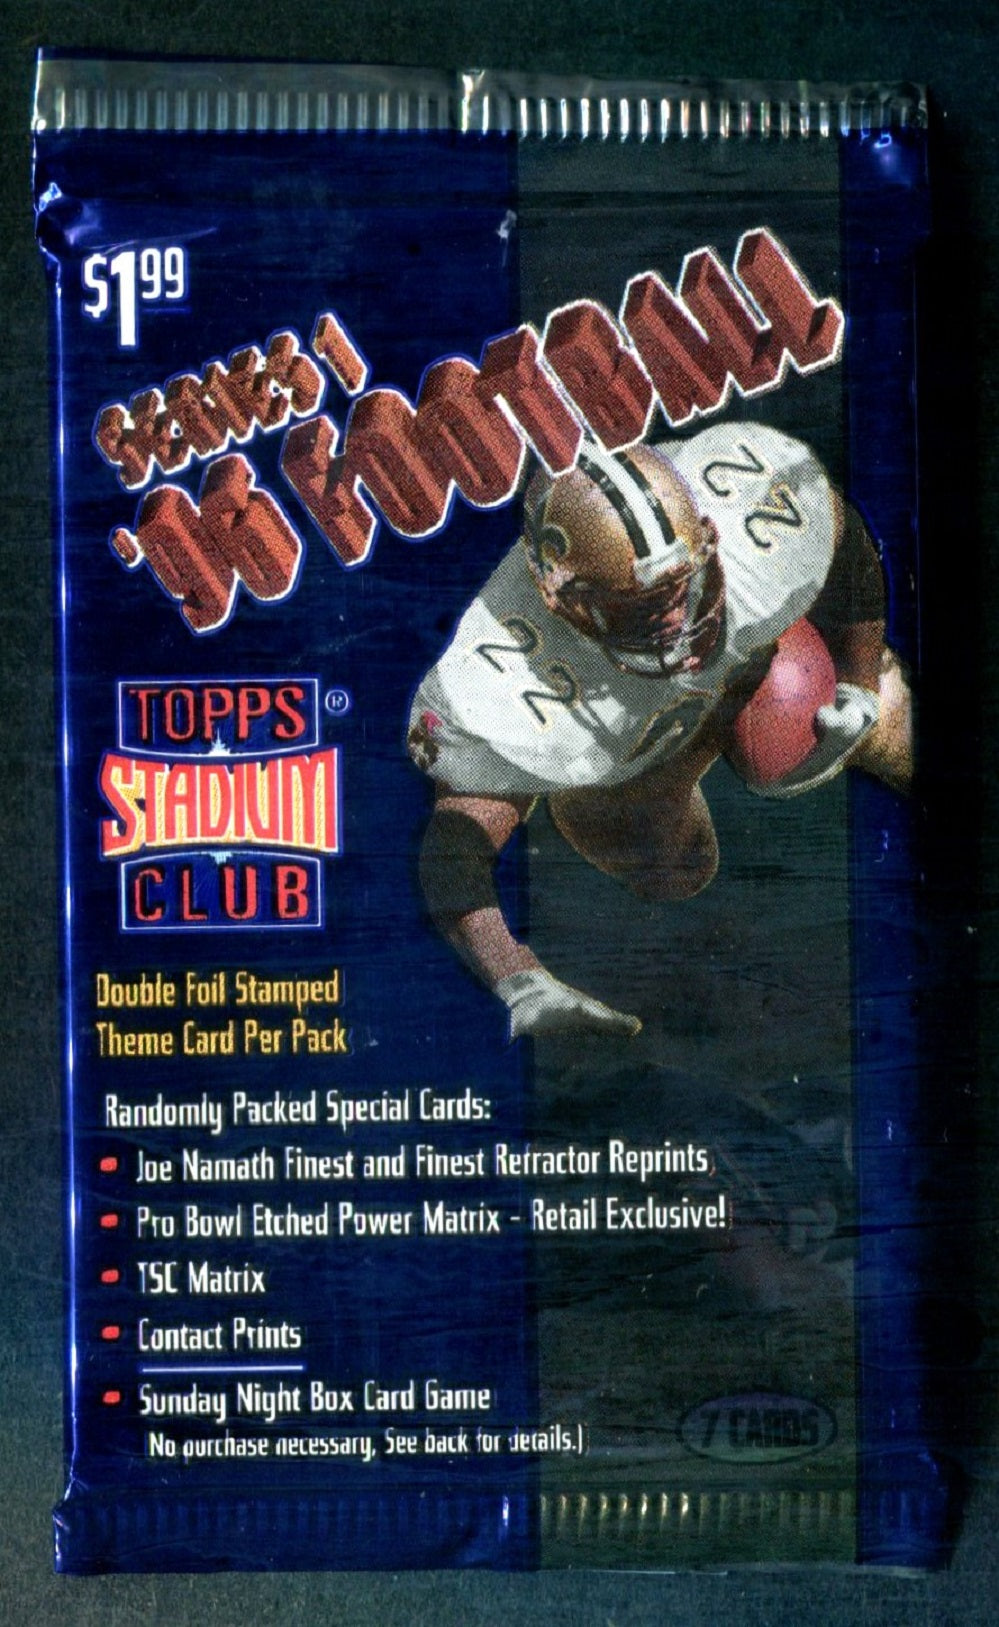 $1.99
SERIES 1
'96 FOOTBALL
22
22
TOPPS ®
STADIUM
CLUB
Double Foil Stamped
Theme Card Per Pack
Randomly Packed Special Cards:
Joe Namath Finest and Finest Refractor Reprints
Pro Bowl Etched Power Matrix - Retail Exclusive!
TSC Matrix
Contact Prints
Sunday Night Box Card Game
No purchase necessary, See back for details.)
7 CARDS